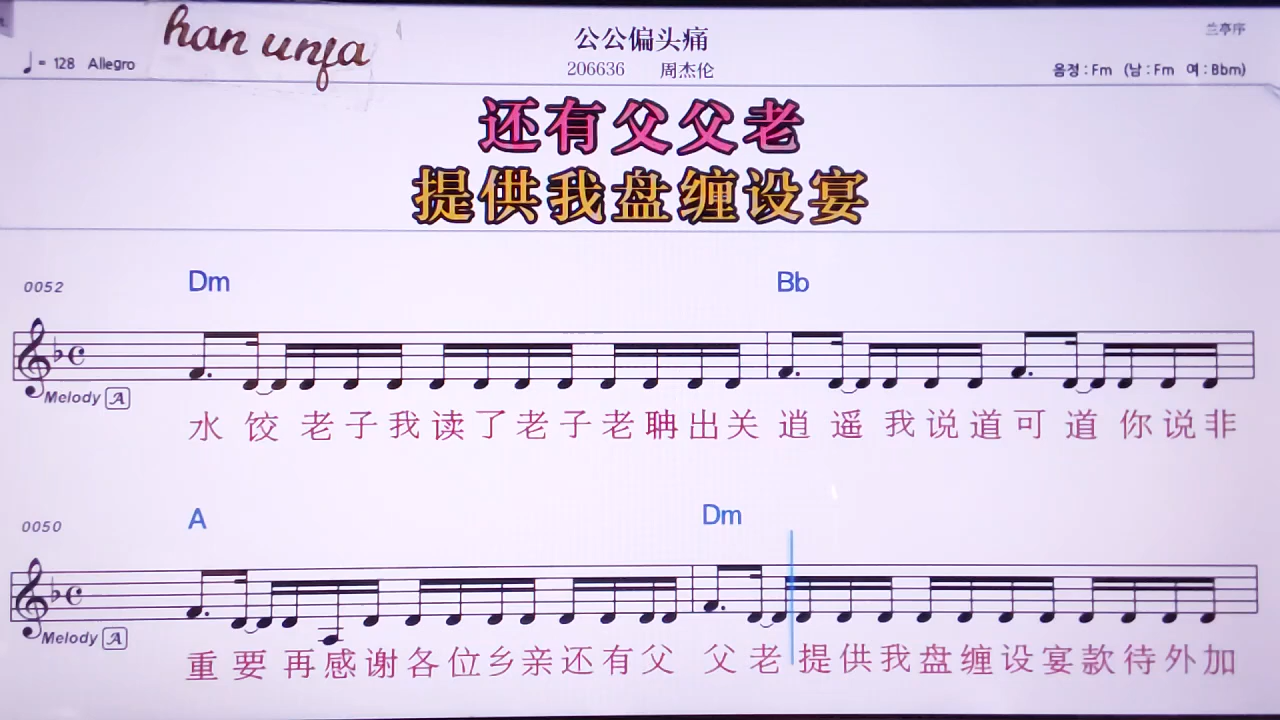 han unfa
公公偏头痛
兰亭序
♩= 128 Allegro
206636 周杰伦
음정 : Fm (남 : Fm 여 : Bbm)
还有父父老
提供我盘缠设宴
0052 Dm Bb
Melody A
水饺老子我读了老子老聃出关逍遥我说道可道你说非
0050 A Dm
Melody A
重要再感谢各位乡亲还有父父老提供我盘缠设宴款待外加